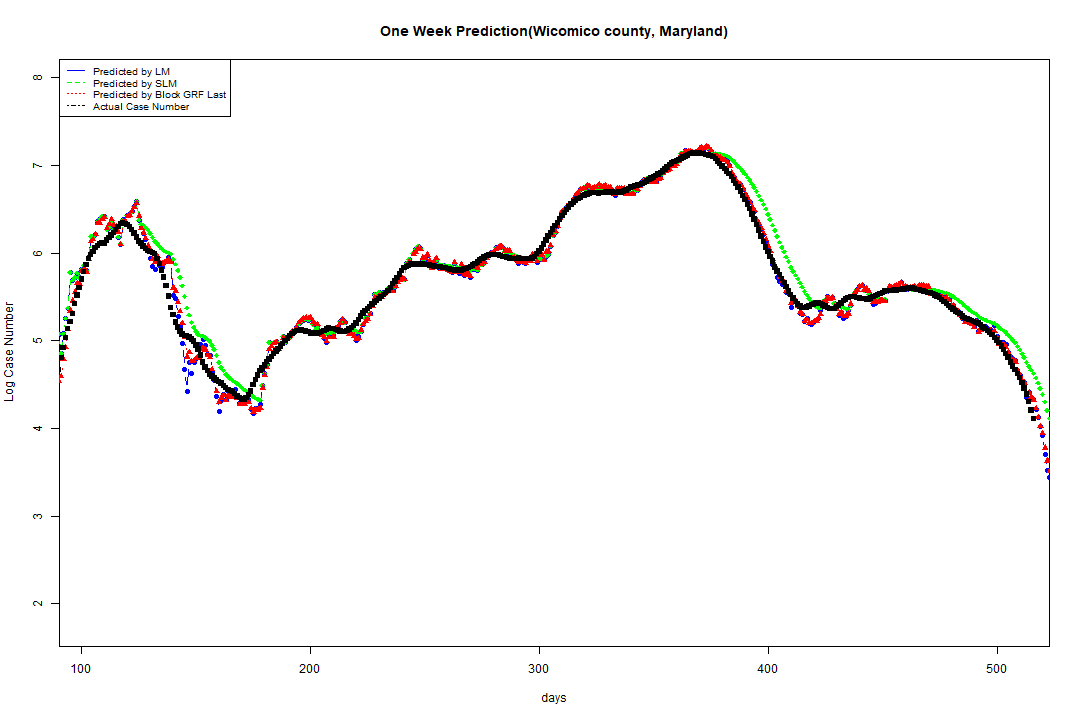 One Week Prediction(Wicomico county, Maryland)
Predicted by LM
Predicted by SLM
Predicted by Block GRF Last
Actual Case Number
8
7
6
5
4
3
2
Log Case Number
100 200 300 400 500
days